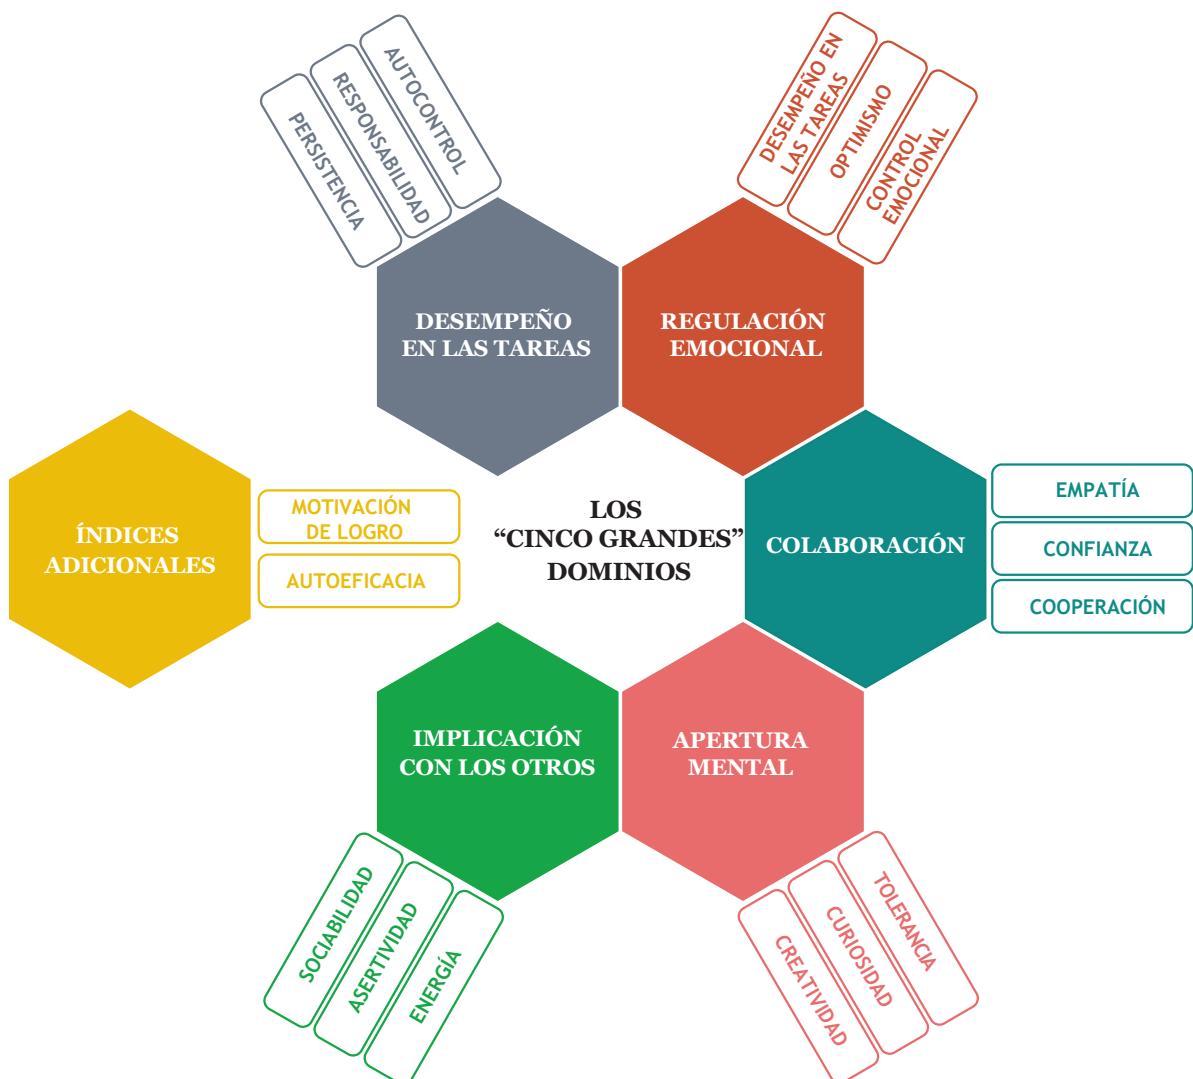 AUTOCONTROL
RESPONSABILIDAD
PERSISTENCIA
DESEMPEÑO EN
LAS TAREAS
OPTIMISMO
CONTROL
EMOCIONAL
DESEMPEÑO
EN LAS TAREAS
REGULACIÓN
EMOCIONAL
ÍNDICES
ADICIONALES
MOTIVACIÓN
DE LOGRO
AUTOEFICACIA
LOS
“CINCO GRANDES”
DOMINIOS
COLABORACIÓN
EMPATÍA
CONFIANZA
COOPERACIÓN
IMPLICACIÓN
CON LOS OTROS
APERTURA
MENTAL
SOCIABILIDAD
ASERTIVIDAD
ENERGÍA
CREATIVIDAD
CURIOSIDAD
TOLERANCIA